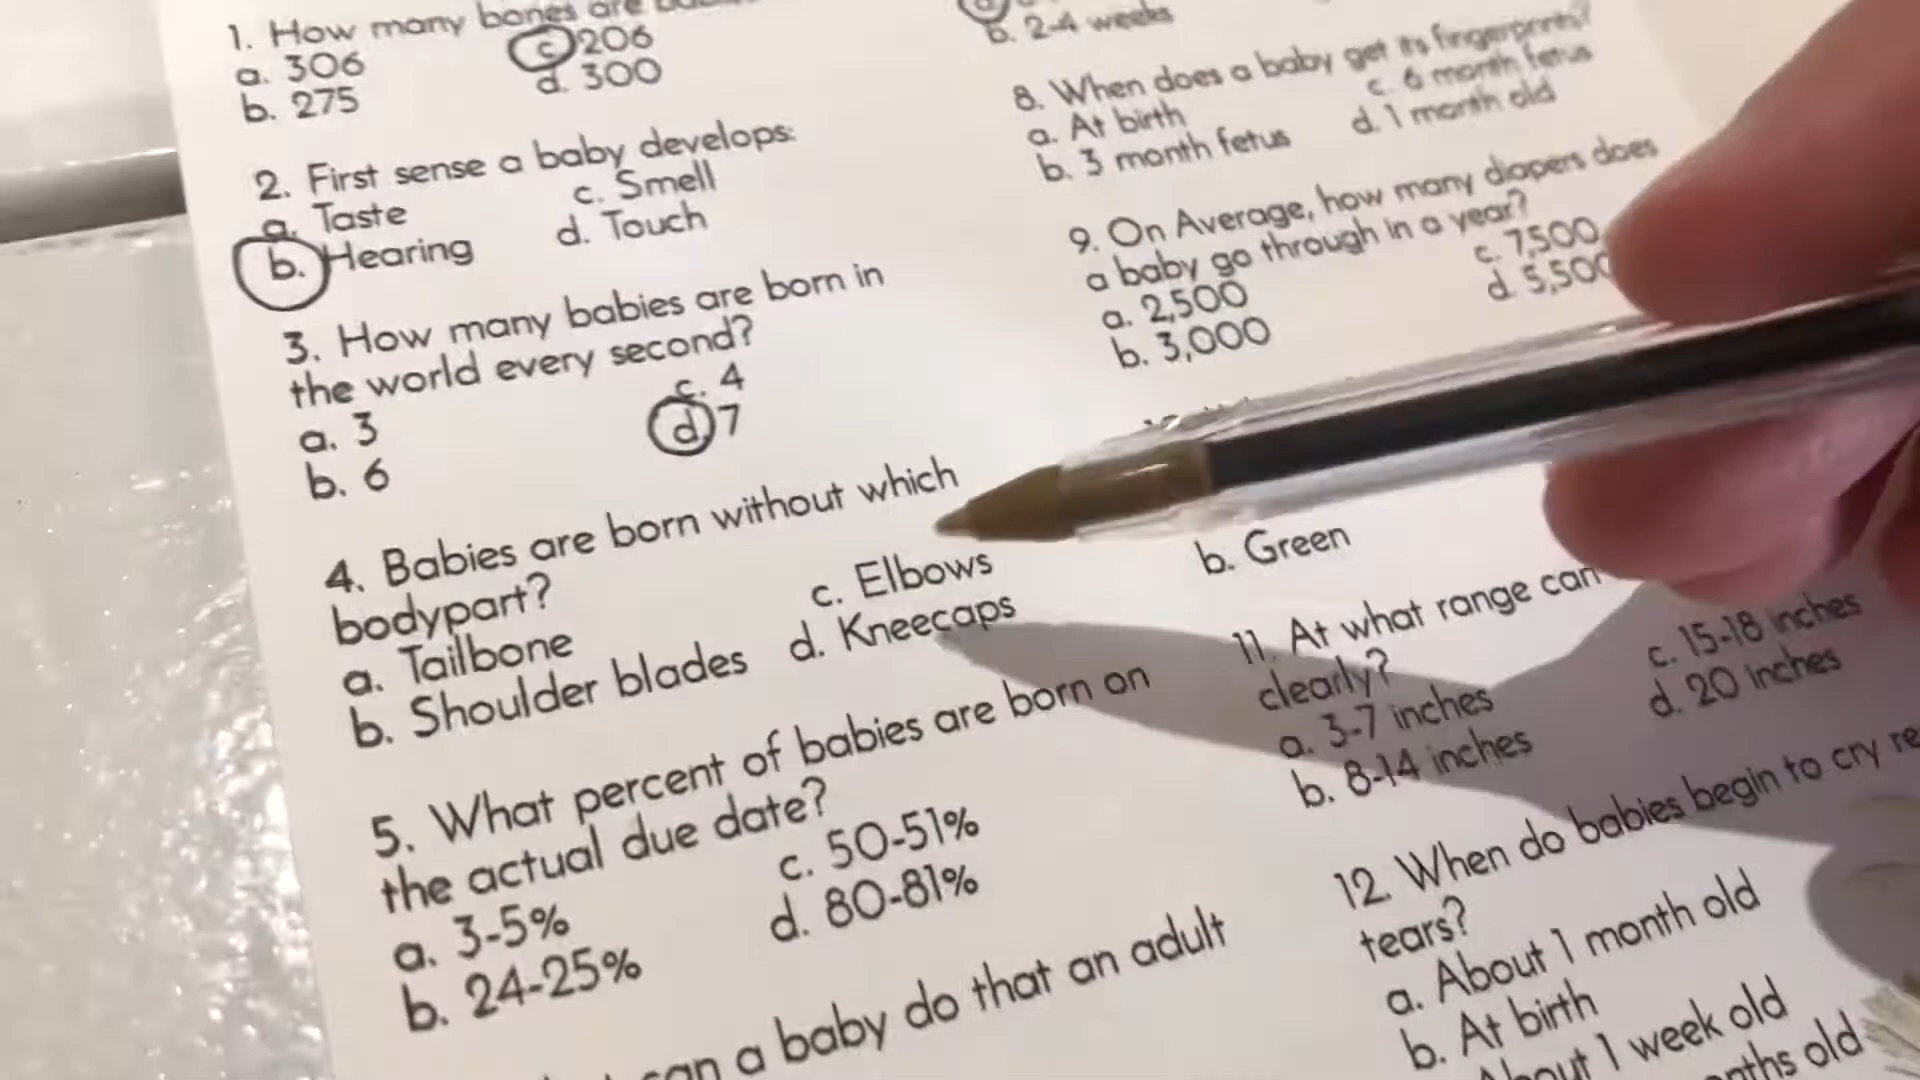 1. How many bones are
a. 306
c. 206
b. 275
d. 300
2. First sense a baby develops:
a. Taste
c. Smell
b. Hearing
d. Touch
3. How many babies are born in
the world every second?
a. 3
c. 4
b. 6
d. 7
4. Babies are born without which
bodypart?
a. Tailbone
c. Elbows
b. Shoulder blades
d. Kneecaps
5. What percent of babies are born on
the actual due date?
a. 3-5%
c. 50-51%
b. 24-25%
d. 80-81%
can a baby do that an adult
b. 2-4 weeks
8. When does a baby get its fingerprints?
a. At birth
c. 6 month fetus
b. 3 month fetus
d. 1 month old
9. On Average, how many diapers does
a baby go through in a year?
a. 2,500
c. 7,500
b. 3,000
d. 5,500
b. Green
11. At what range can
clearly?
a. 3-7 inches
c. 15-18 inches
b. 8-14 inches
d. 20 inches
12. When do babies begin to cry
tears?
a. About 1 month old
b. At birth
About 1 week old
old